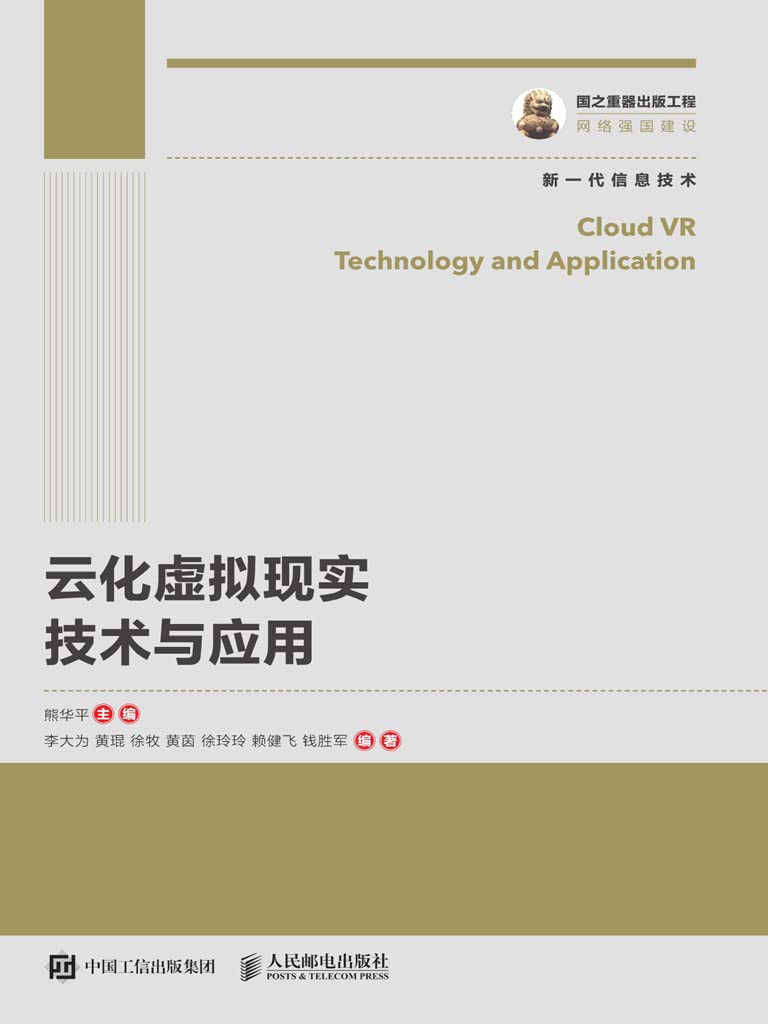 国之重器出版工程
网络强国建设
新一代信息技术
Cloud VR
Technology and Application
云化虚拟现实
技术与应用
熊华平 主编
李大为 黄琨 徐牧 黄茵 徐玲玲 赖健飞 钱胜军 编著
中国工信出版集团
人民邮电出版社
POSTS & TELECOM PRESS